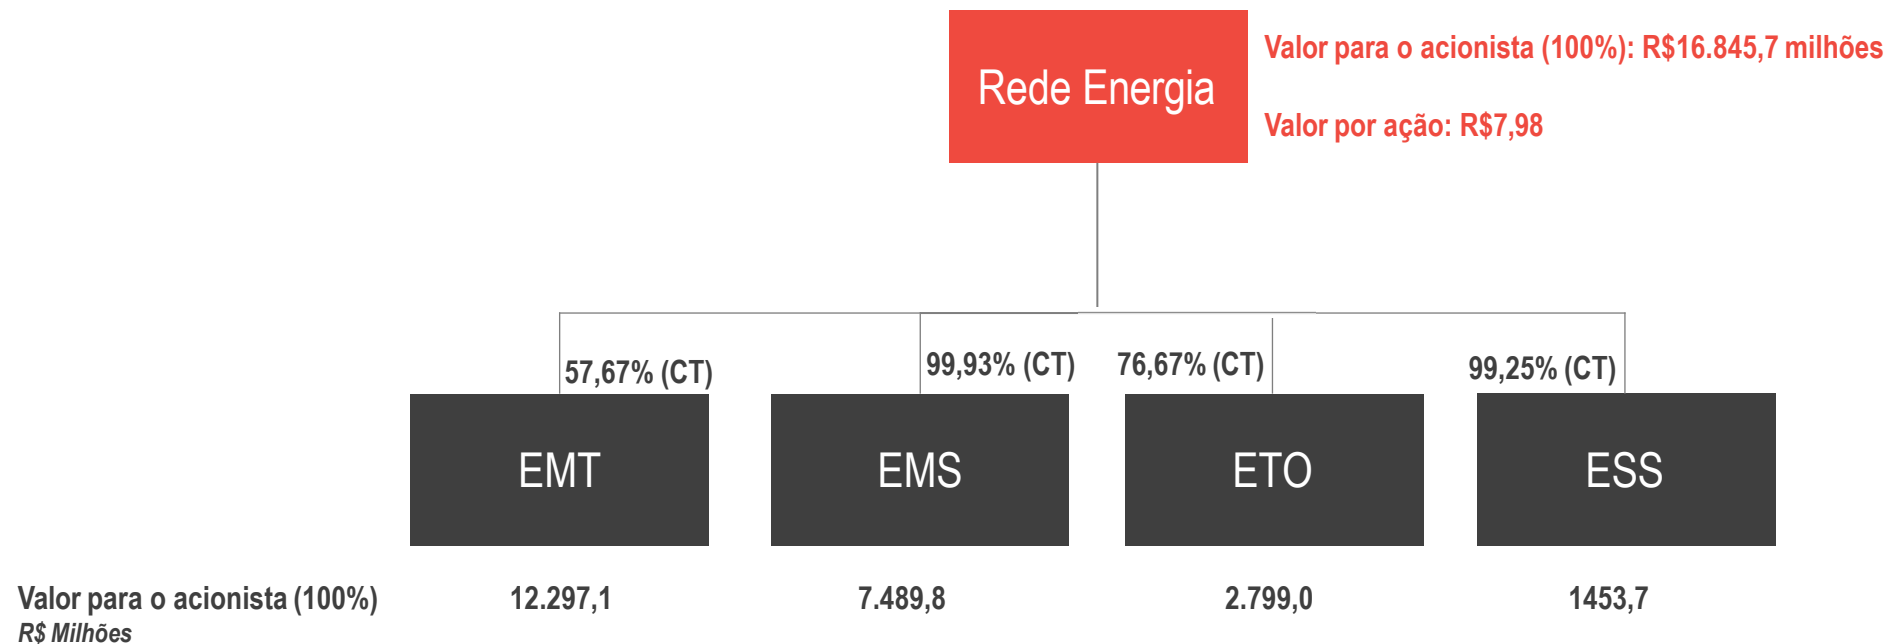 Rede Energia
Valor para o acionista (100%): R$16.845,7 milhões
Valor por ação: R$7,98
57,67% (CT)
99,93% (CT)
76,67% (CT)
99,25% (CT)
EMT
EMS
ETO
ESS
Valor para o acionista (100%)
12.297,1
7.489,8
2.799,0
1453,7
R$ Milhões